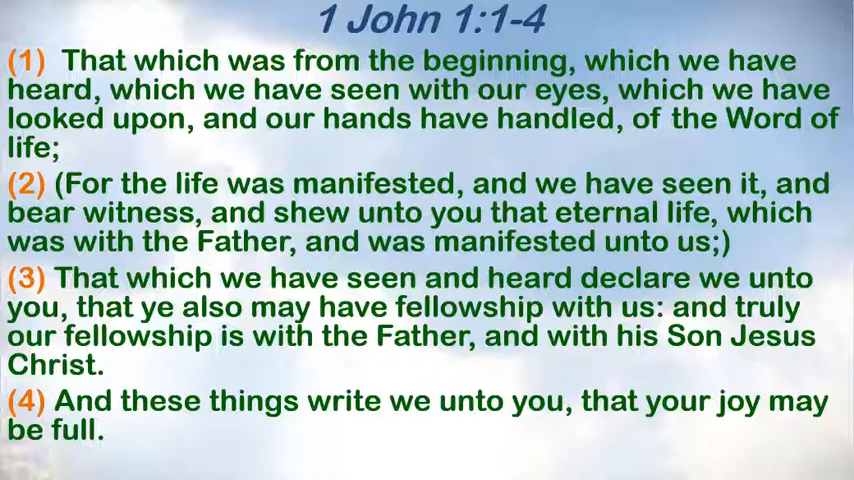 1 John 1:1-4
(1) That which was from the beginning, which we have
heard, which we have seen with our eyes, which we have
looked upon, and our hands have handled, of the Word of
life;
(2) (For the life was manifested, and we have seen it, and
bear witness, and shew unto you that eternal life, which
was with the Father, and was manifested unto us;)
(3) That which we have seen and heard declare we unto
you, that ye also may have fellowship with us: and truly
our fellowship is with the Father, and with his Son Jesus
Christ.
(4) And these things write we unto you, that your joy may
be full.